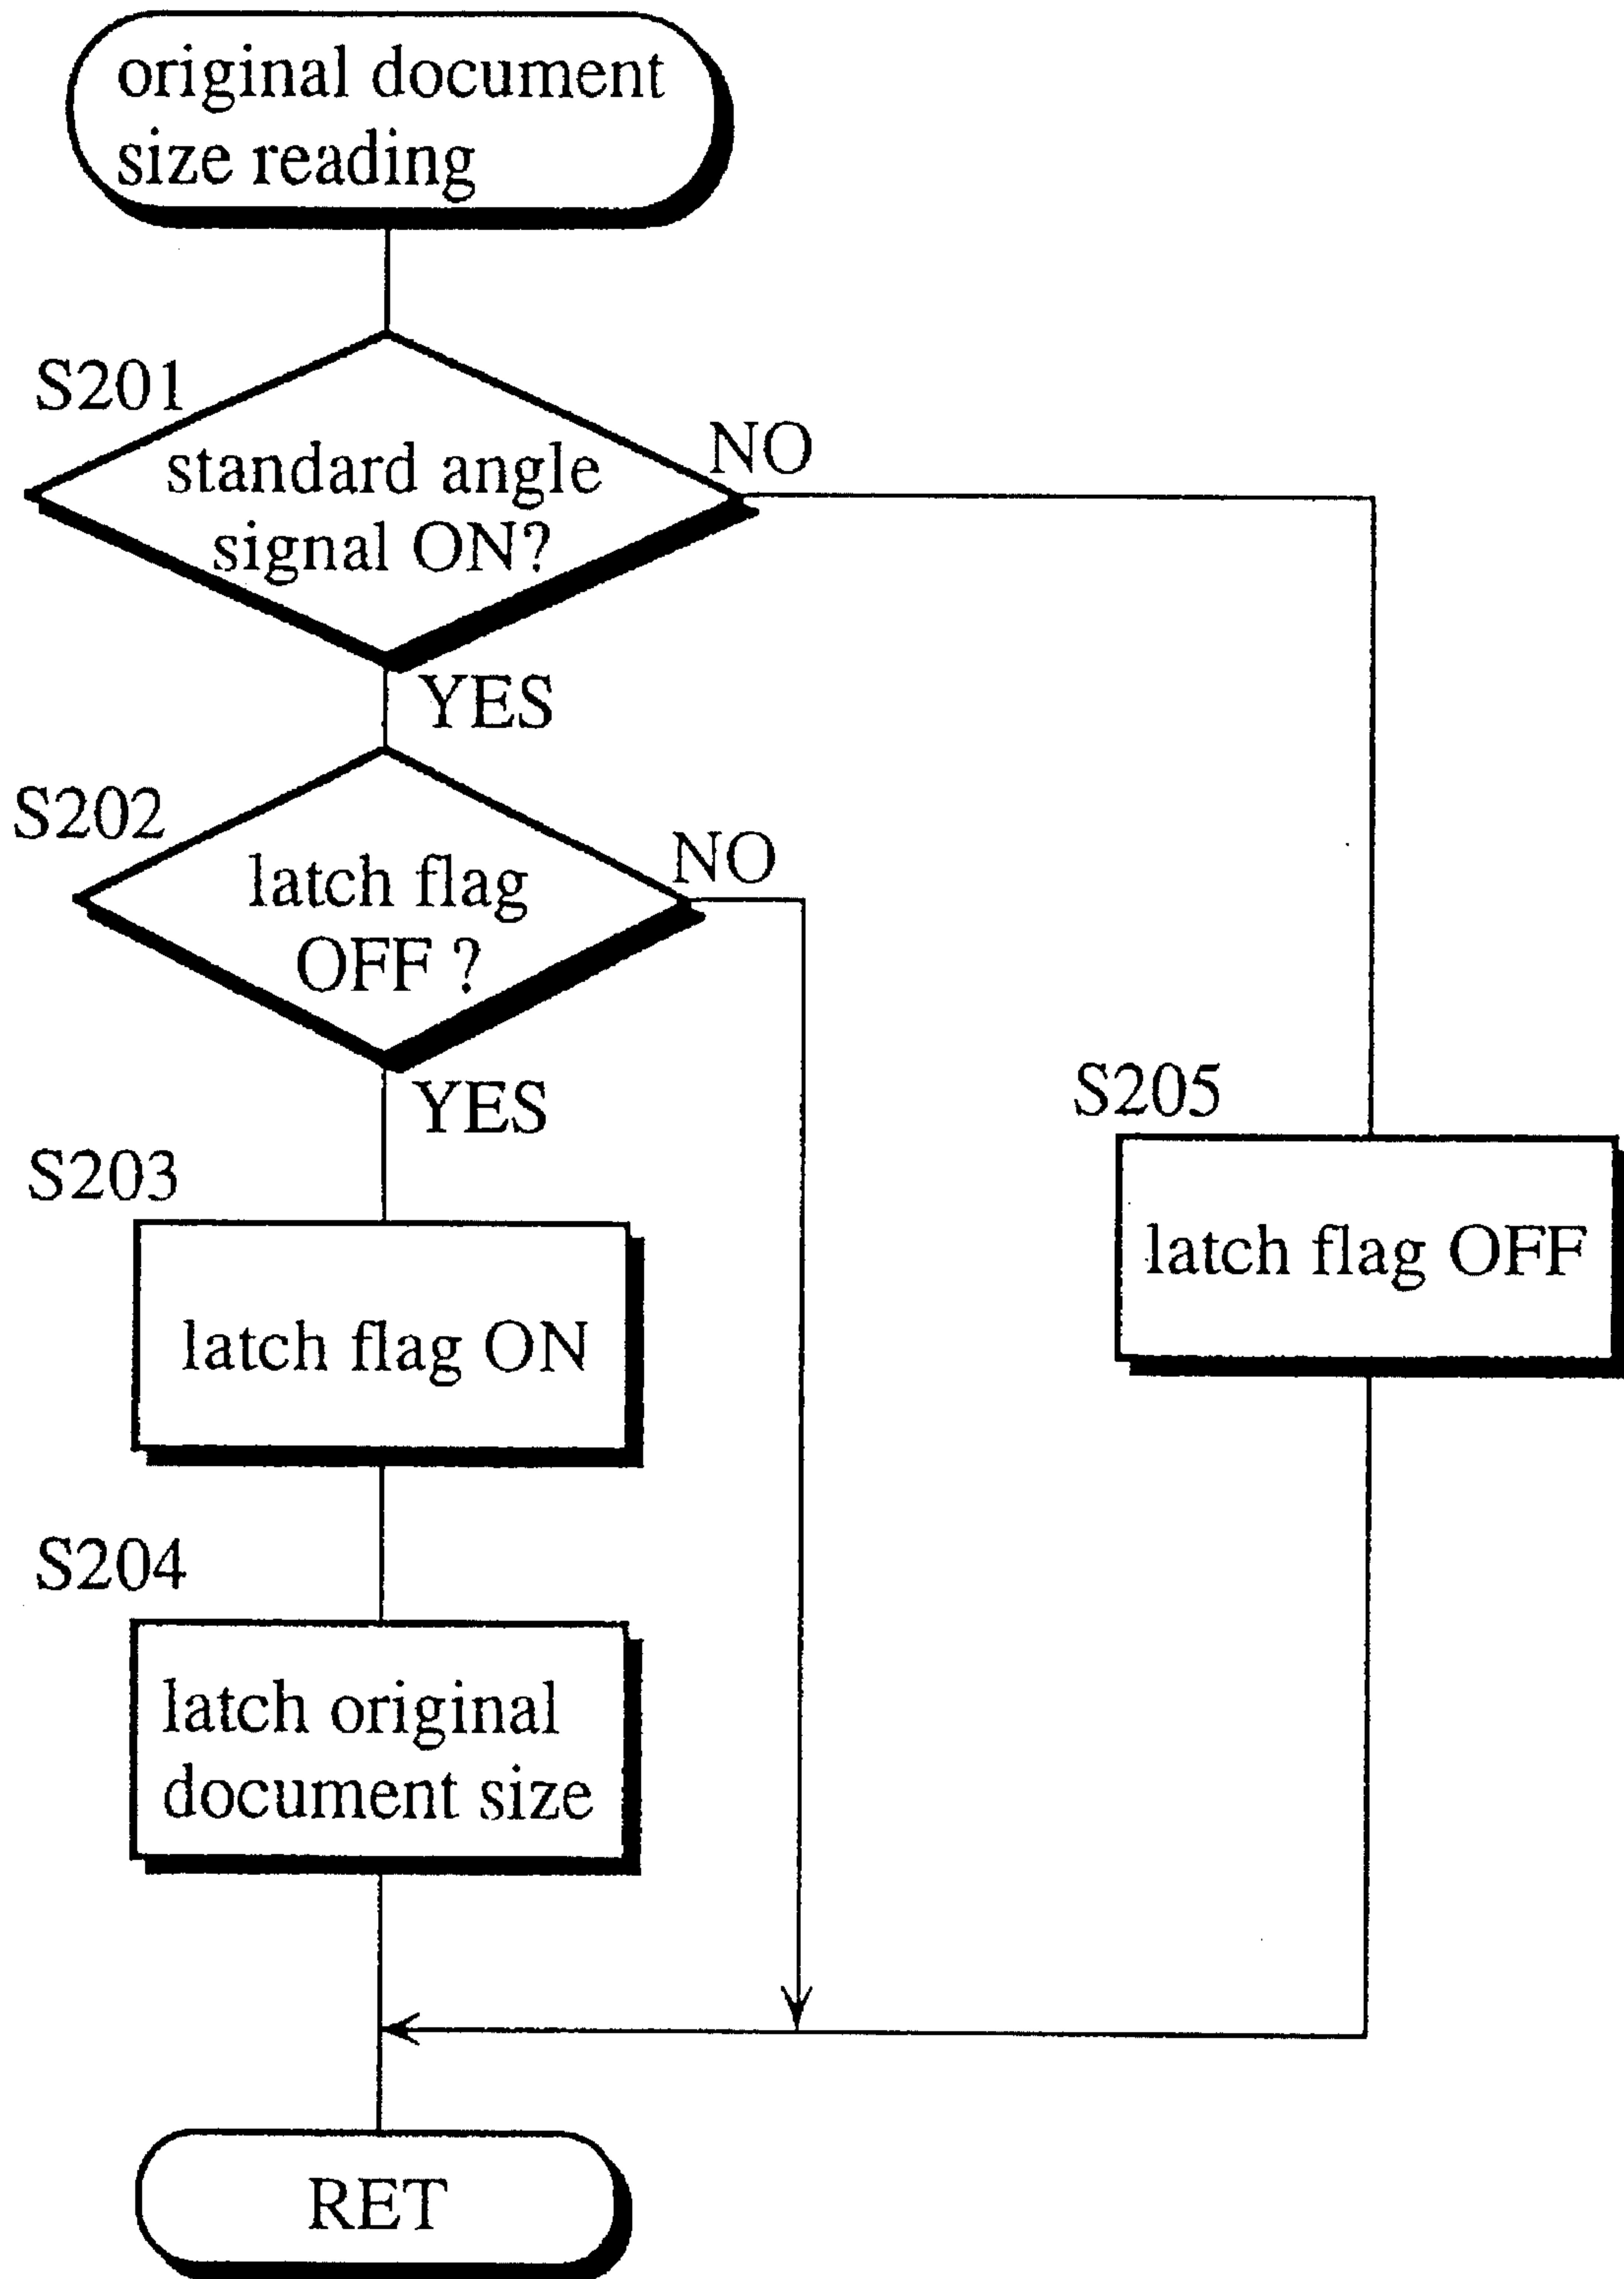 original document
size reading
S201
standard angle
signal ON?
NO
YES
S202
latch flag
OFF ?
NO
YES
S203
latch flag ON
S205
latch flag OFF
S204
latch original
document size
RET